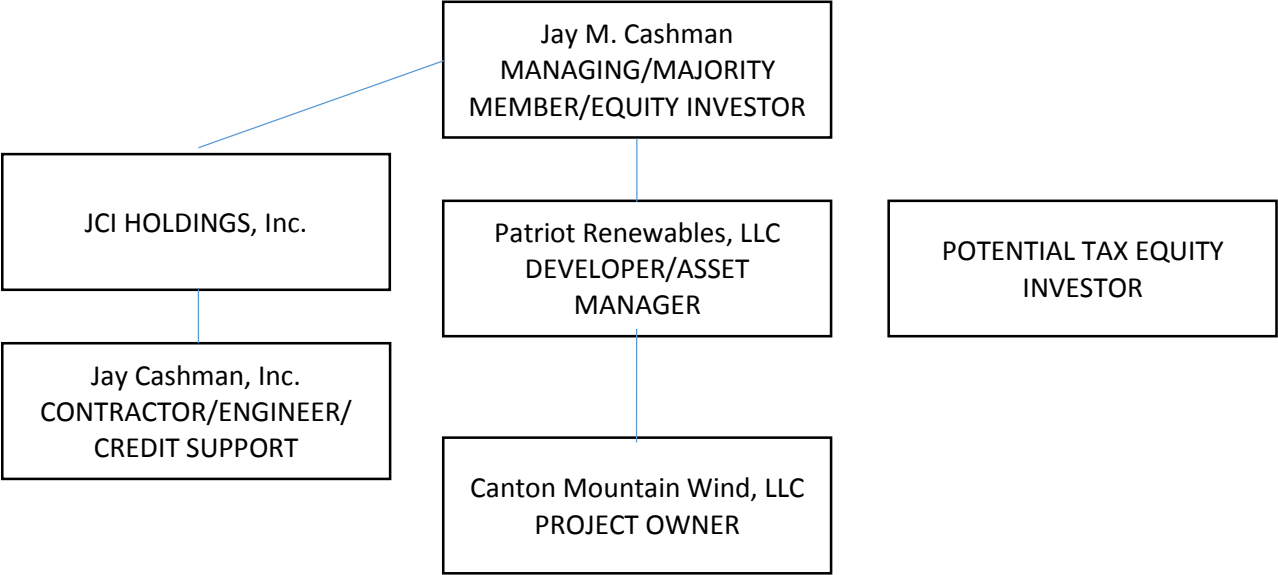 Jay M. Cashman
MANAGING/MAJORITY
MEMBER/EQUITY INVESTOR
JCI HOLDINGS, Inc.
Patriot Renewables, LLC
DEVELOPER/ASSET
MANAGER
POTENTIAL TAX EQUITY
INVESTOR
Jay Cashman, Inc.
CONTRACTOR/ENGINEER/
CREDIT SUPPORT
Canton Mountain Wind, LLC
PROJECT OWNER